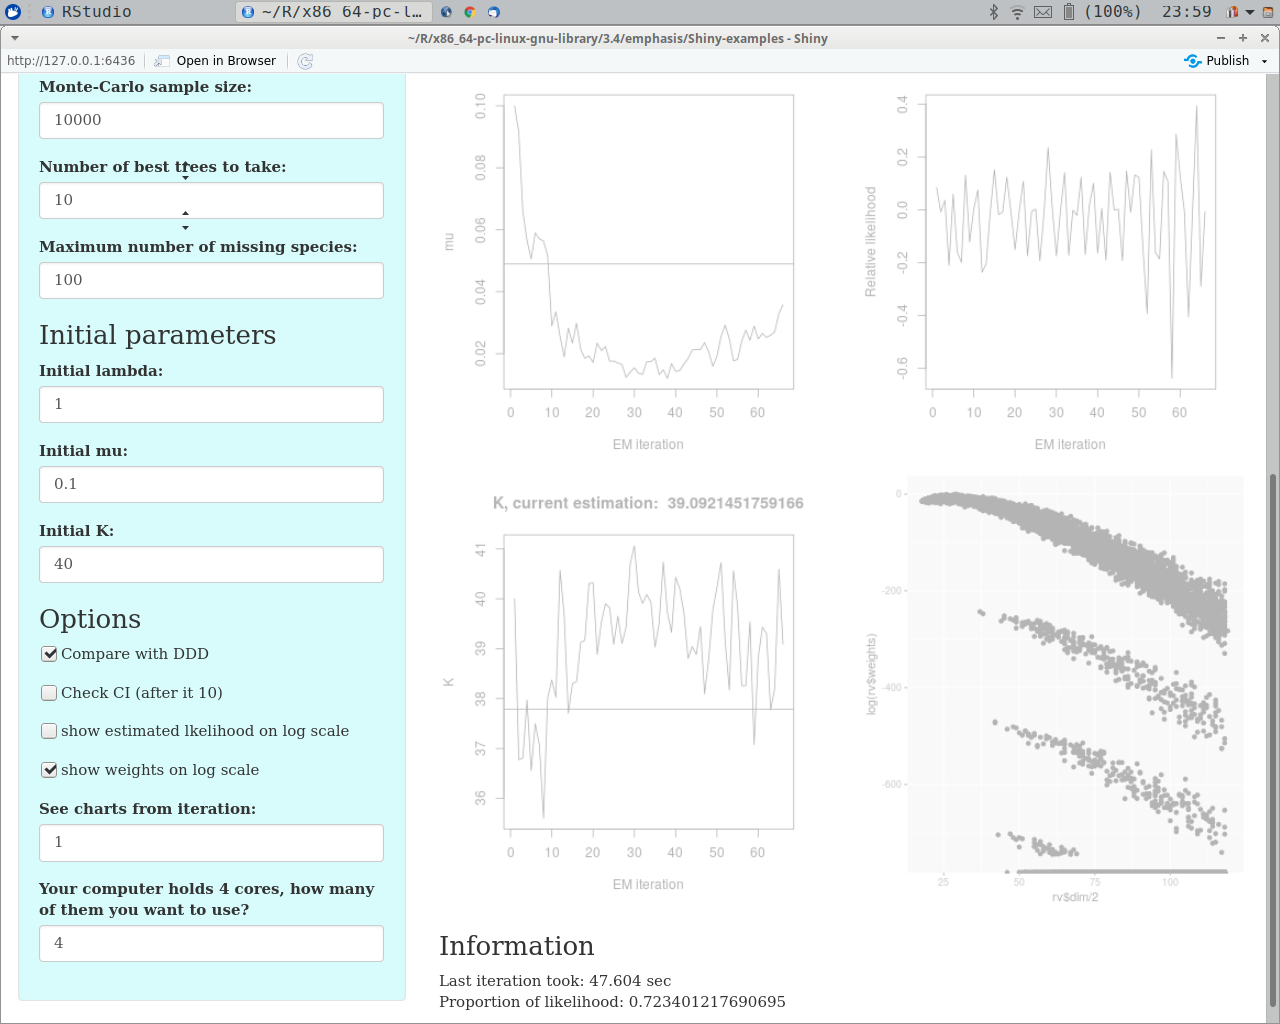 RStudio
~/R/x86_64-pc-l...
(100%)
23:59
~/R/x86_64-pc-linux-gnu-library/3.4/emphasis/Shiny-examples - Shiny
http://127.0.0.1:6436
Open in Browser
Publish
Monte-Carlo sample size:
10000
Number of best trees to take:
10
Maximum number of missing species:
100
Initial parameters
Initial lambda:
1
Initial mu:
0.1
Initial K:
40
Options
Compare with DDD
Check CI (after it 10)
show estimated lkelihood on log scale
show weights on log scale
See charts from iteration:
1
Your computer holds 4 cores, how many
of them you want to use?
4
mu
0.10
0.08
0.06
0.04
0.02
0 10 20 30 40 50 60
EM iteration
Relative likelihood
0.4
0.2
0.0
-0.2
-0.4
-0.6
0 10 20 30 40 50 60
EM iteration
K, current estimation: 39.0921451759166
K
41
40
39
38
37
36
0 10 20 30 40 50 60
EM iteration
log(rv$weights)
0
-200
-400
-600
25 50 75 100
rv$dim/2
Information
Last iteration took: 47.604 sec
Proportion of likelihood: 0.723401217690695